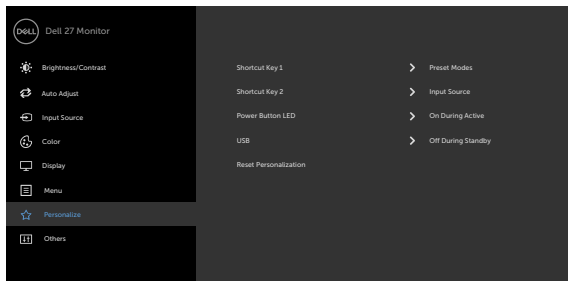 DELL Dell 27 Monitor
Brightness/Contrast
Auto Adjust
Input Source
Color
Display
Menu
Personalize
Others
Shortcut Key 1 Preset Modes
Shortcut Key 2 Input Source
Power Button LED On During Active
USB Off During Standby
Reset Personalization